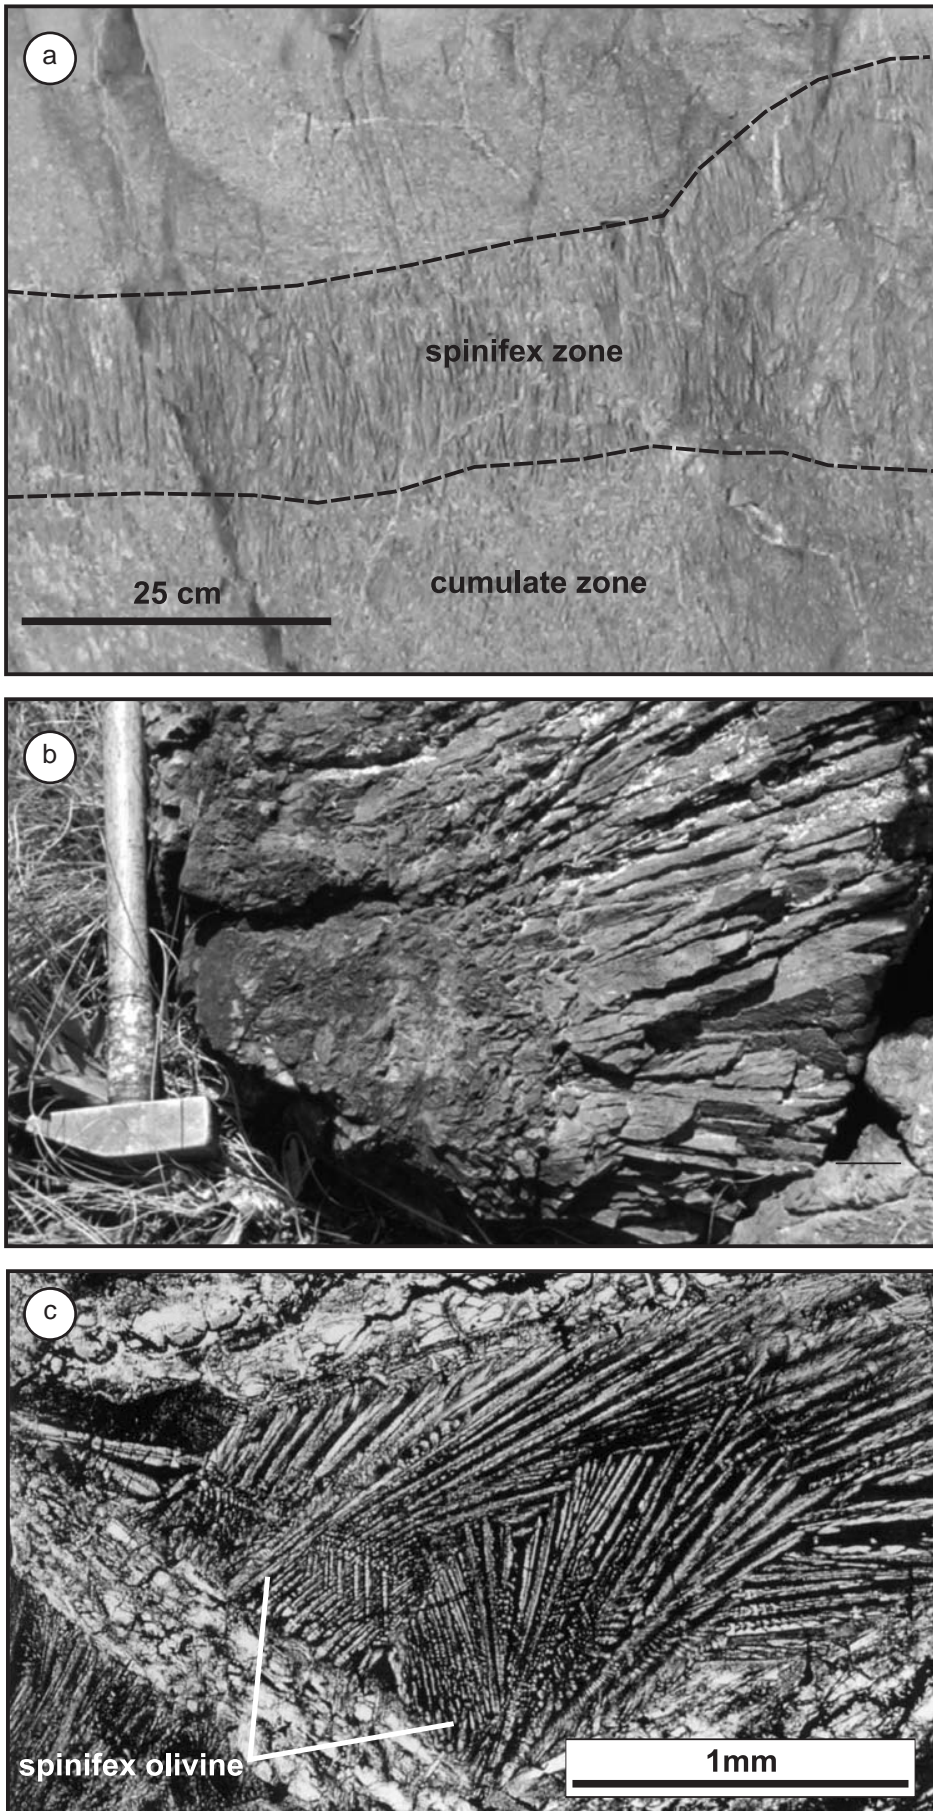 a
spinifex zone
25 cm
cumulate zone
b
c
spinifex olivine
1mm